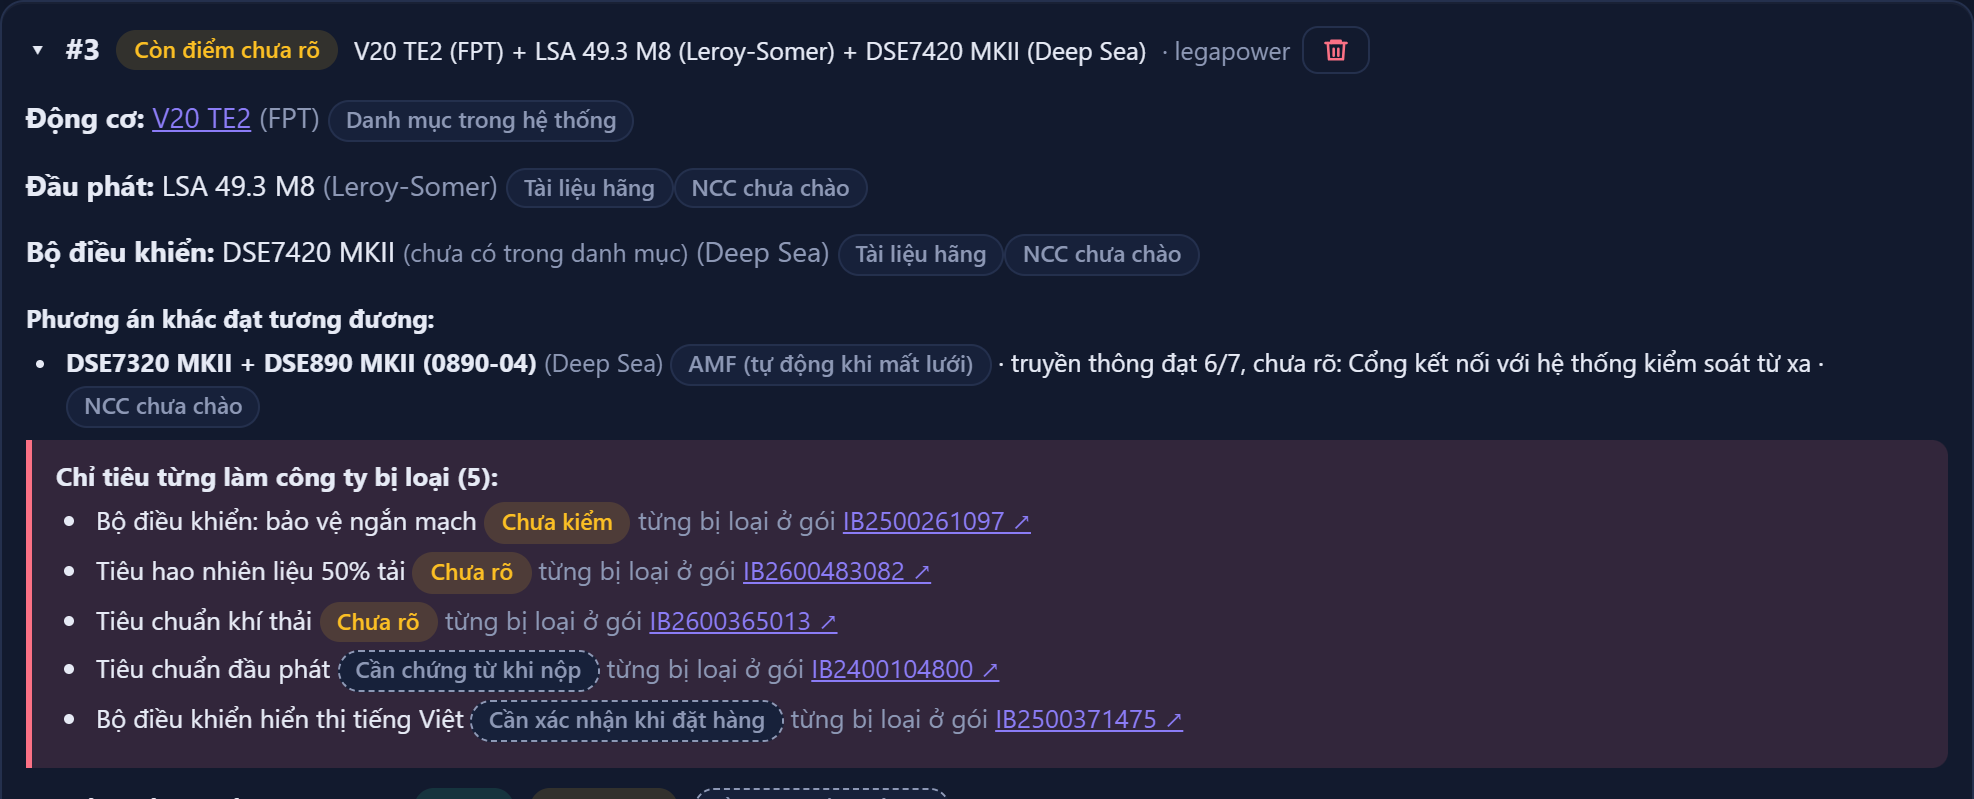 ▼ #3 Còn điểm chưa rõ V20 TE2 (FPT) + LSA 49.3 M8 (Leroy-Somer) + DSE7420 MKII (Deep Sea) · legapower
Động cơ: V20 TE2 (FPT) Danh mục trong hệ thống
Đầu phát: LSA 49.3 M8 (Leroy-Somer) Tài liệu hãng NCC chưa chào
Bộ điều khiển: DSE7420 MKII (chưa có trong danh mục) (Deep Sea) Tài liệu hãng NCC chưa chào
Phương án khác đạt tương đương:
• DSE7320 MKII + DSE890 MKII (0890-04) (Deep Sea) AMF (tự động khi mất lưới) · truyền thông đạt 6/7, chưa rõ: Cổng kết nối với hệ thống kiểm soát từ xa ·
NCC chưa chào
Chỉ tiêu từng làm công ty bị loại (5):
• Bộ điều khiển: bảo vệ ngắn mạch Chưa kiểm từng bị loại ở gói IB2500261097 ↗
• Tiêu hao nhiên liệu 50% tải Chưa rõ từng bị loại ở gói IB2600483082 ↗
• Tiêu chuẩn khí thải Chưa rõ từng bị loại ở gói IB2600365013 ↗
• Tiêu chuẩn đầu phát Cần chứng từ khi nộp từng bị loại ở gói IB2400104800 ↗
• Bộ điều khiển hiển thị tiếng Việt Cần xác nhận khi đặt hàng từng bị loại ở gói IB2500371475 ↗